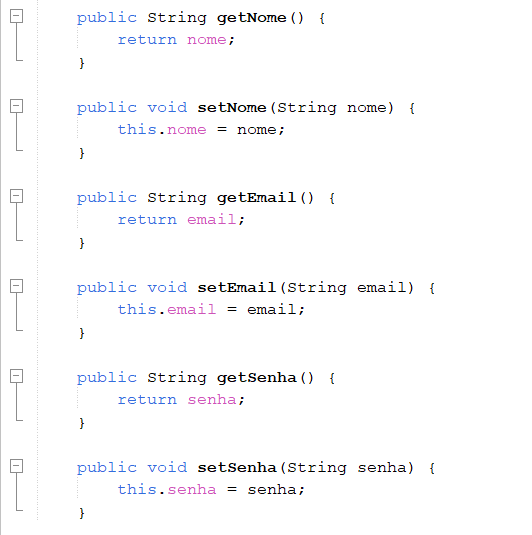 public String getNome() {
return nome;
}
public void setNome(String nome) {
this.nome = nome;
}
public String getEmail() {
return email;
}
public void setEmail(String email) {
this.email = email;
}
public String getSenha() {
return senha;
}
public void setSenha(String senha) {
this.senha = senha;
}